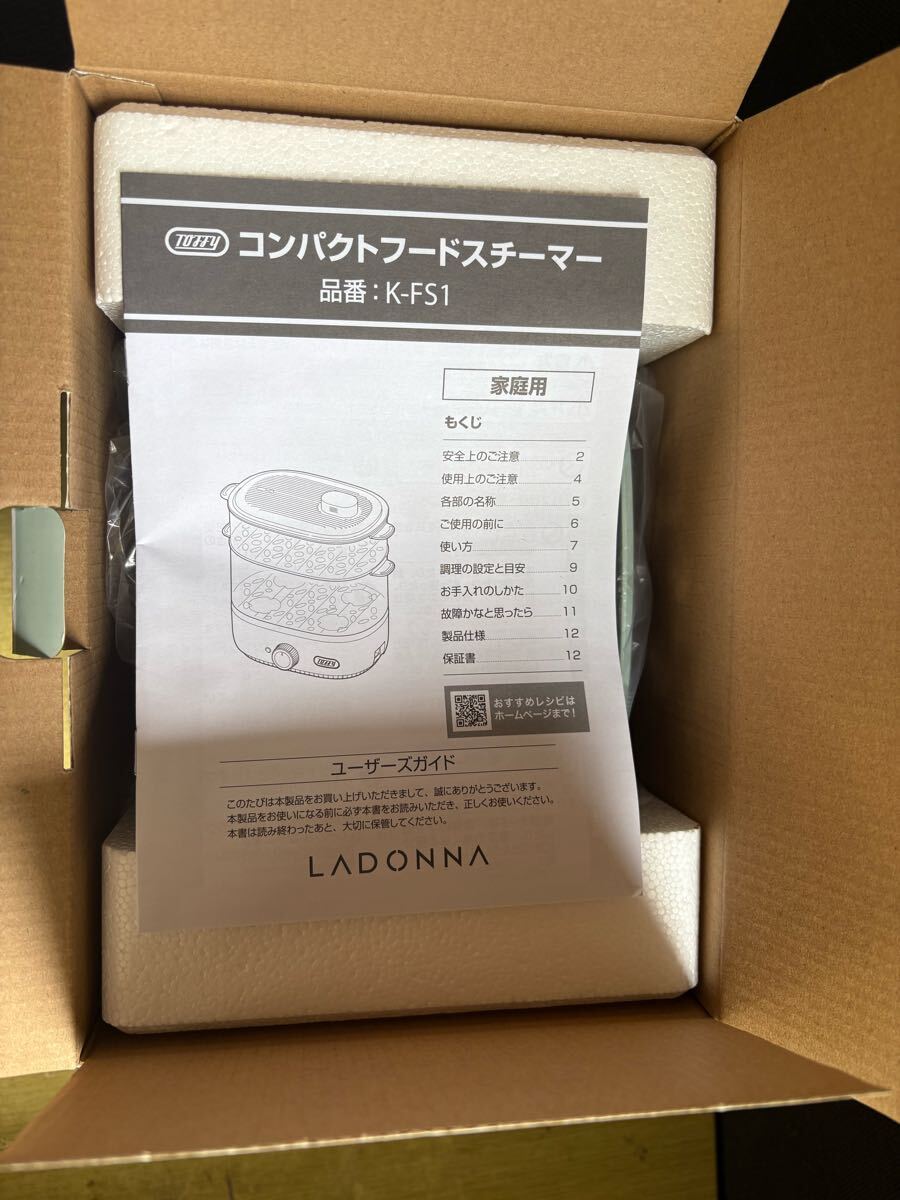 TOFFY コンパクトフードスチーマー
品番：K-FS1
家庭用
もくじ
安全上のご注意 2
使用上のご注意 4
各部の名称 5
ご使用の前に 6
使い方 7
調理の設定と目安 9
お手入れのしかた 10
故障かなと思ったら 11
製品仕様 12
保証書 12
TOFFY
おすすめレシピは
ホームページまで！
ユーザーズガイド
このたびは本製品をお買い上げいただきまして、誠にありがとうございます。
本製品をお使いになる前に必ず本書をお読みいただき、正しくお使いください。
本書は読み終わったあと、大切に保管してください。
LADONNA